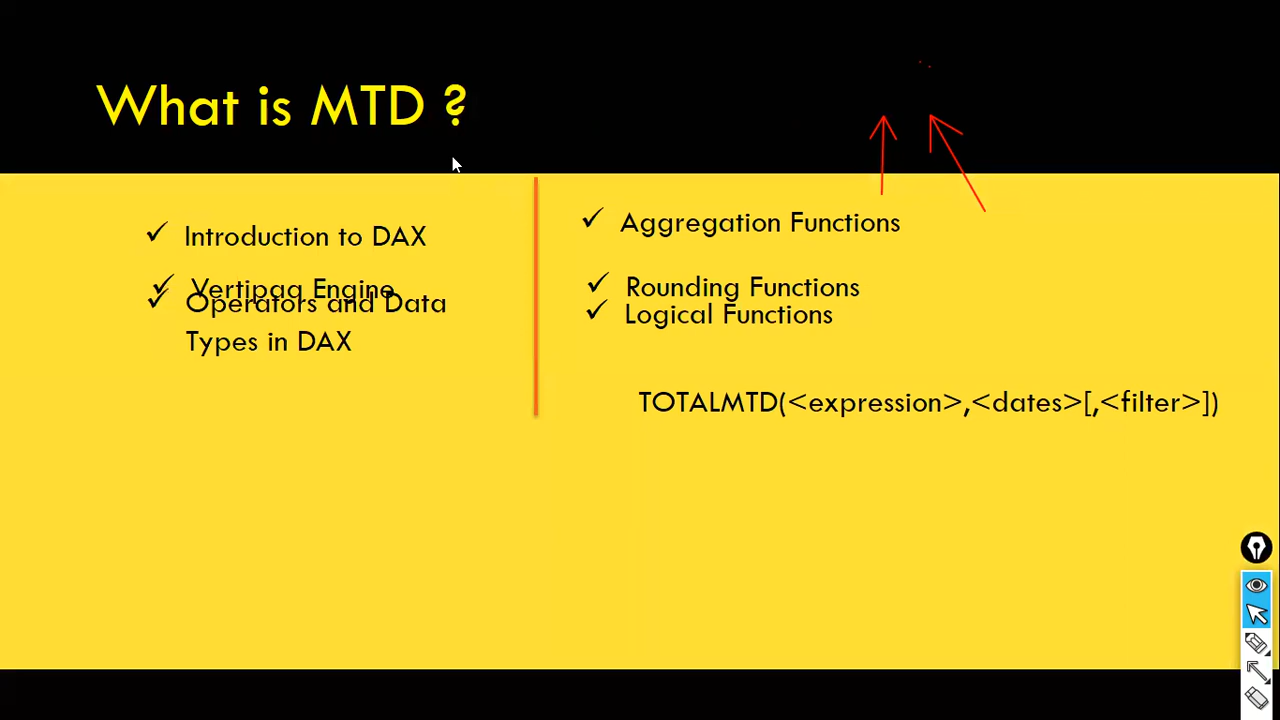 What is MTD ?
Introduction to DAX
Vertipaq Engine
Operators and Data
Types in DAX
Aggregation Functions
Rounding Functions
Logical Functions
TOTALMTD(<expression>,<dates>[,<filter>])